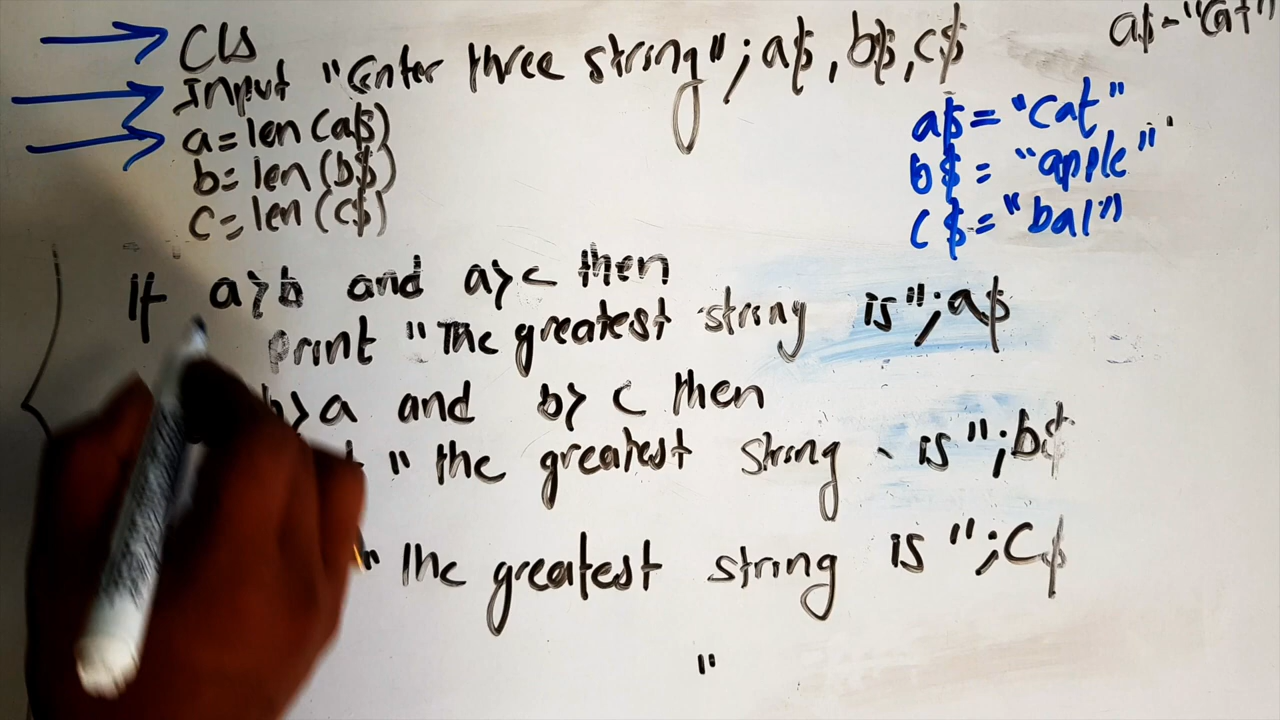 Cls
Input "Enter three string"; a$, b$, c$
a$ = "Cat"
a = len (a$)
b = len (b$)
c = len (c$)
a$ = "Cat"
b$ = "apple"
c$ = "bal"
If a>b and a>c then
print "The greatest string is"; a$
b>a and b>c then
" the greatest string is"; b$
" The greatest string is"; C$
"